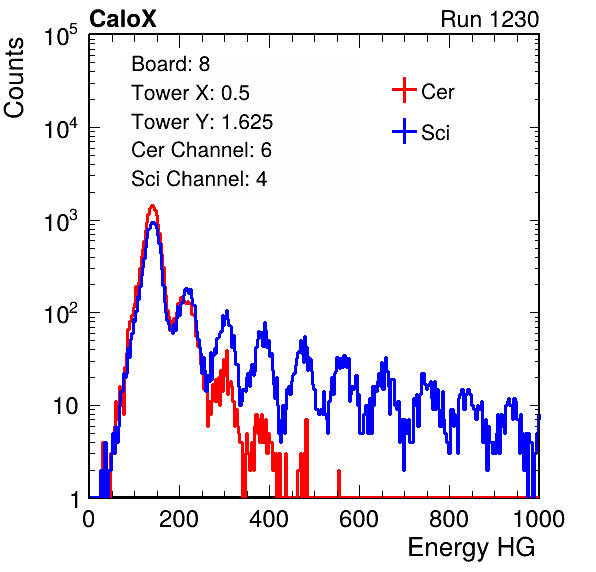 CaloX Run 1230
Counts
10^5
10^4
10^3
10^2
10
1
Board: 8
Tower X: 0.5
Tower Y: 1.625
Cer Channel: 6
Sci Channel: 4
Cer
Sci
0 200 400 600 800 1000
Energy HG